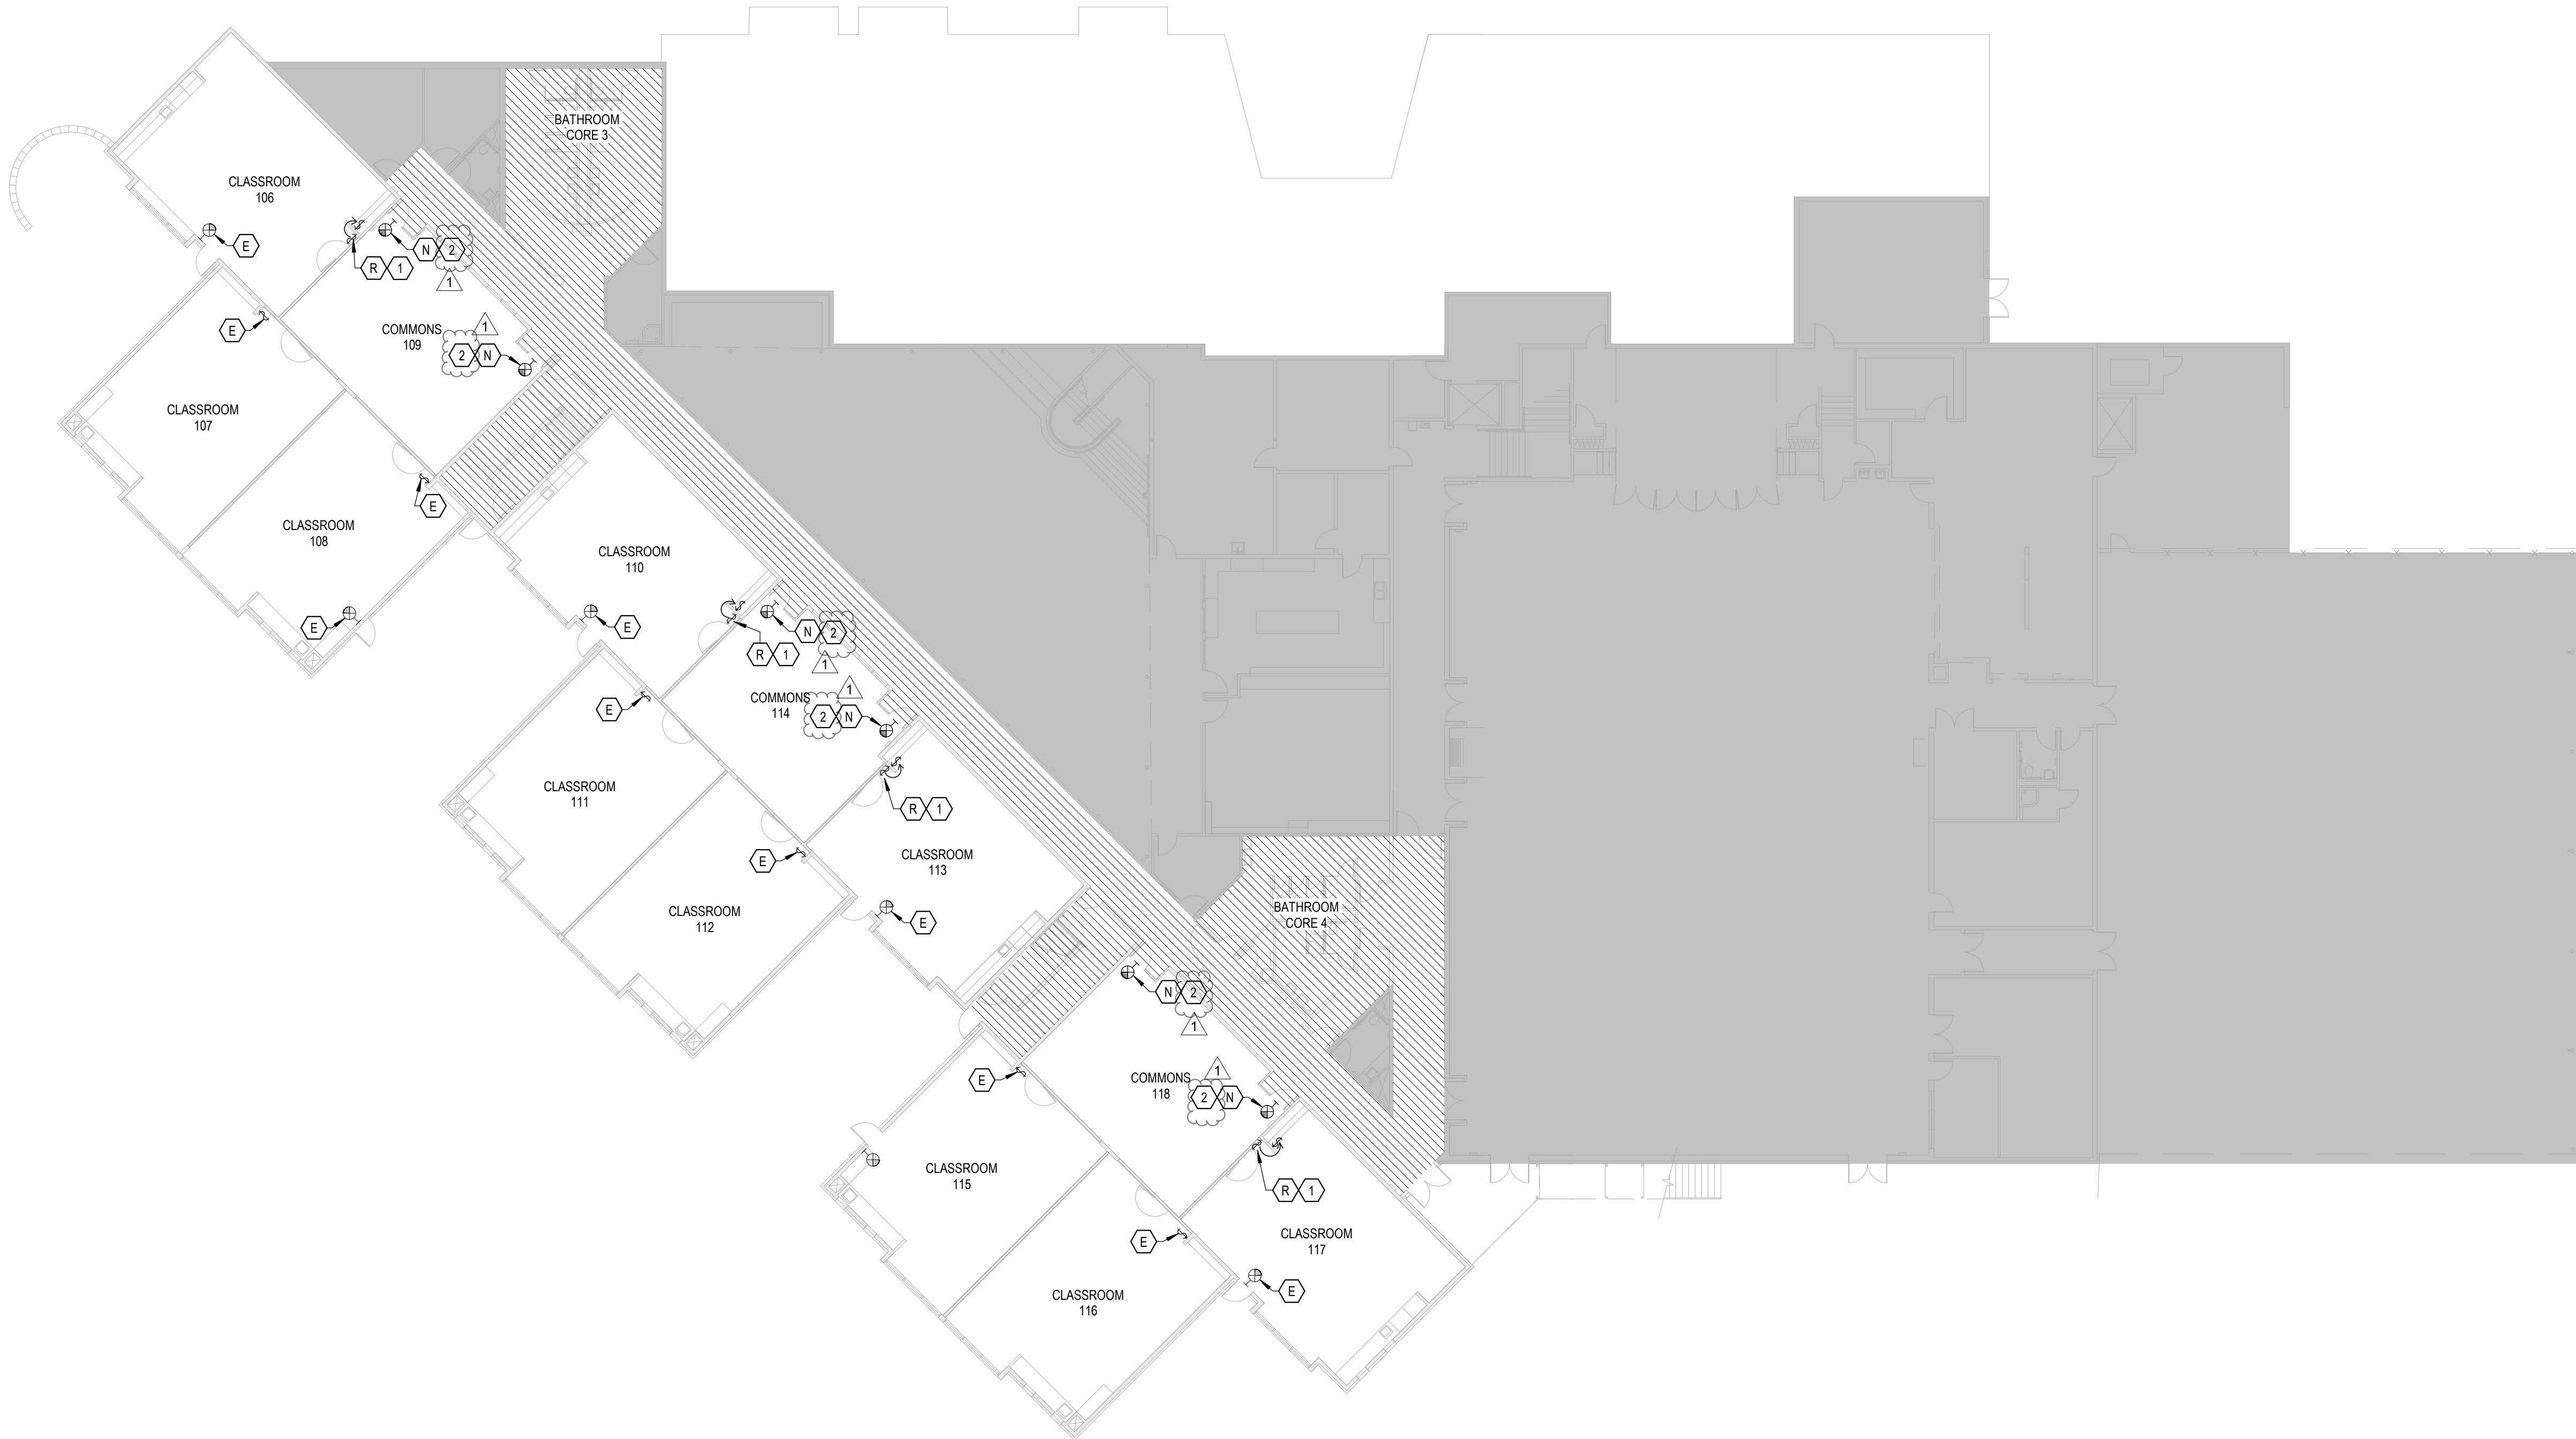 BATHROOM
CORE 3
CLASSROOM
106
E
N 2
R 1
1
E
COMMONS
109
1
2 N
CLASSROOM
107
E
CLASSROOM
108
E
CLASSROOM
110
E
N 2
R 1
1
E
COMMONS
114
1
2 N
CLASSROOM
111
R 1
E
CLASSROOM
113
CLASSROOM
112
E
BATHROOM
CORE 4
N 2
1
E
COMMONS
118
1
2 N
CLASSROOM
115
R 1
E
CLASSROOM
117
E
CLASSROOM
116